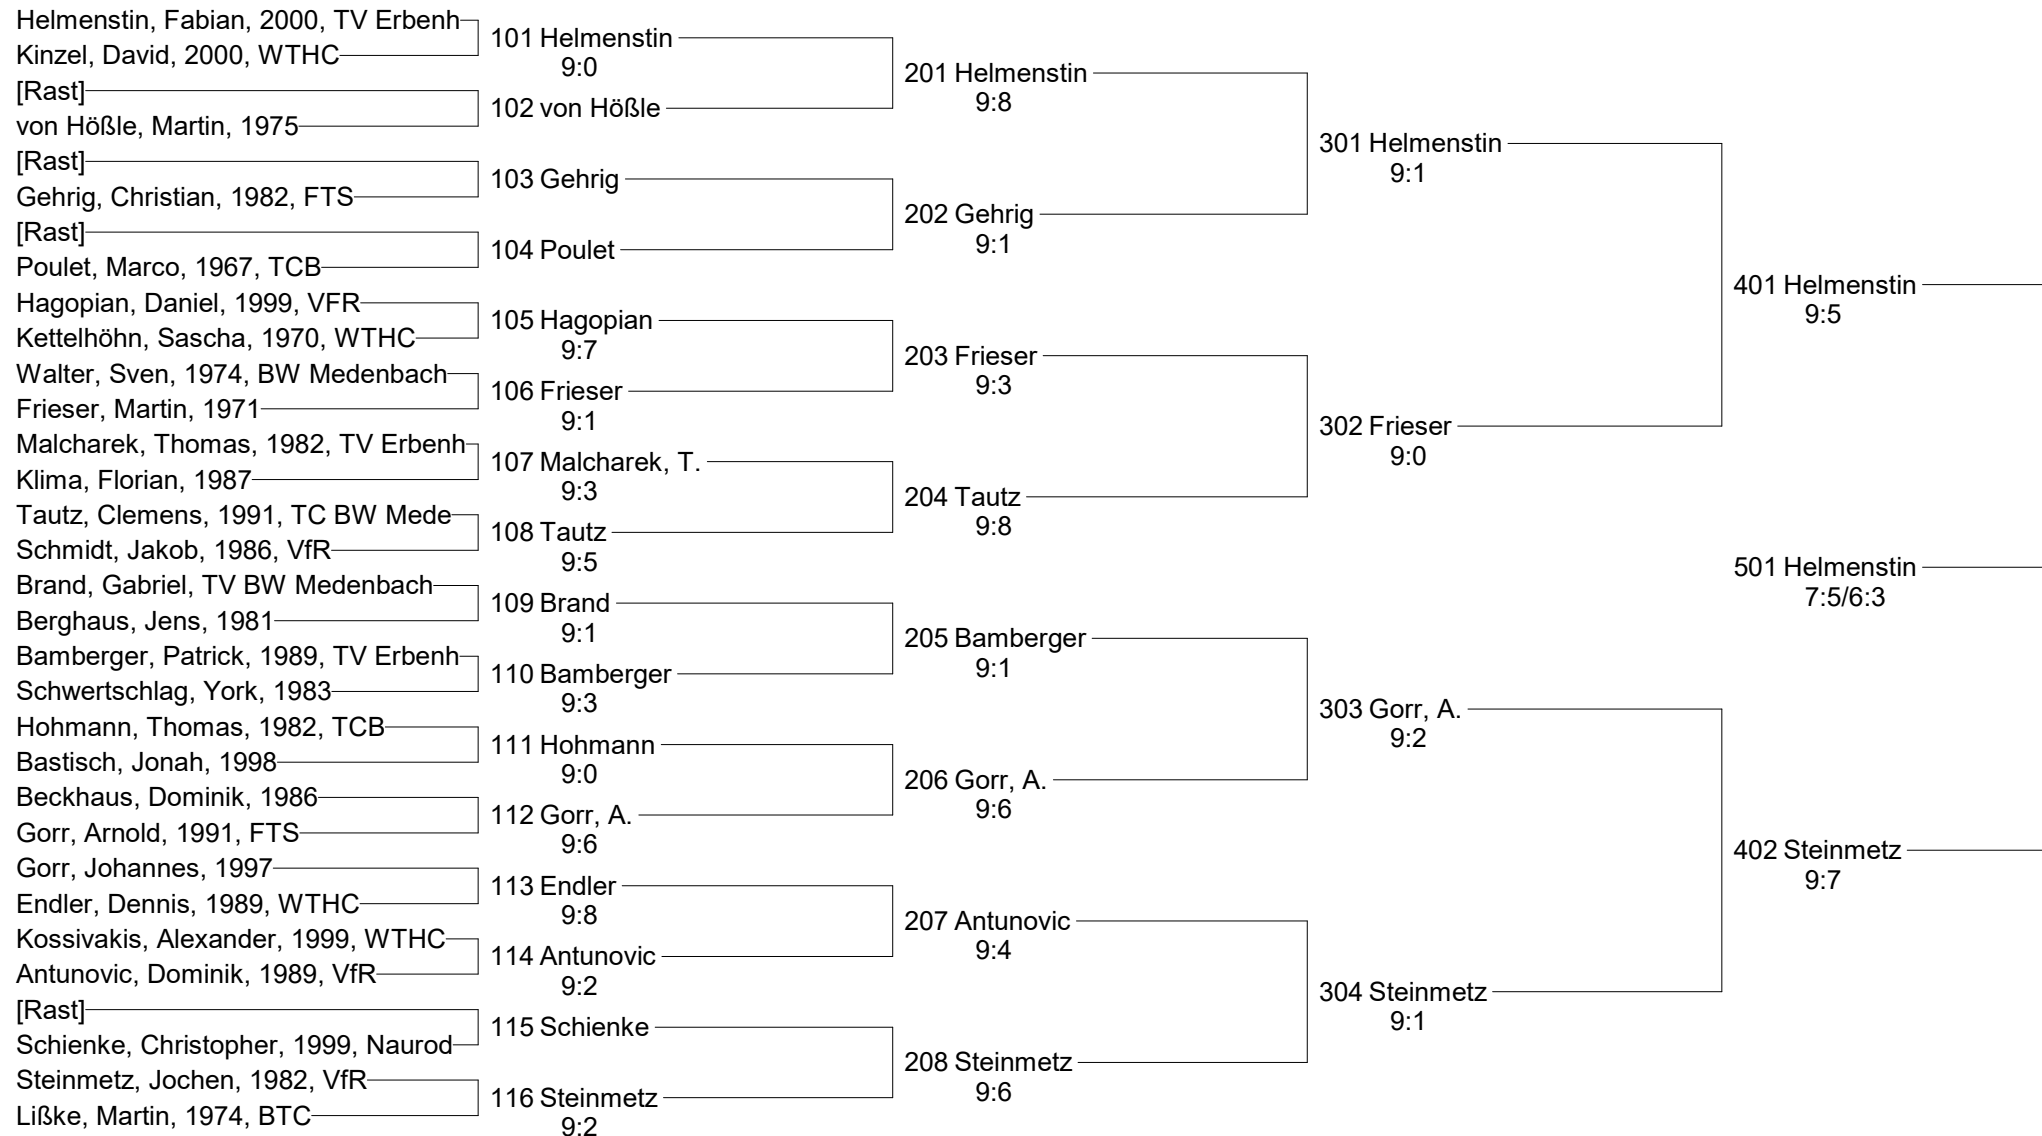 Helmenstin, Fabian, 2000, TV Erbenh
Kinzel, David, 2000, WTHC
[Rast]
von Hößle, Martin, 1975
[Rast]
Gehrig, Christian, 1982, FTS
[Rast]
Poulet, Marco, 1967, TCB
Hagopian, Daniel, 1999, VFR
Kettelhöhn, Sascha, 1970, WTHC
Walter, Sven, 1974, BW Medenbach
Frieser, Martin, 1971
Malcharek, Thomas, 1982, TV Erbenh
Klima, Florian, 1987
Tautz, Clemens, 1991, TC BW Mede
Schmidt, Jakob, 1986, VfR
Brand, Gabriel, TV BW Medenbach
Berghaus, Jens, 1981
Bamberger, Patrick, 1989, TV Erbenh
Schwertschlag, York, 1983
Hohmann, Thomas, 1982, TCB
Bastisch, Jonah, 1998
Beckhaus, Dominik, 1986
Gorr, Arnold, 1991, FTS
Gorr, Johannes, 1997
Endler, Dennis, 1989, WTHC
Kossivakis, Alexander, 1999, WTHC
Antunovic, Dominik, 1989, VfR
[Rast]
Schienke, Christopher, 1999, Naurod
Steinmetz, Jochen, 1982, VfR
Lißke, Martin, 1974, BTC
101 Helmenstin
9:0
102 von Hößle
103 Gehrig
104 Poulet
105 Hagopian
9:7
106 Frieser
9:1
107 Malcharek, T.
9:3
108 Tautz
9:5
109 Brand
9:1
110 Bamberger
9:3
111 Hohmann
9:0
112 Gorr, A.
9:6
113 Endler
9:8
114 Antunovic
9:2
115 Schienke
116 Steinmetz
9:2
201 Helmenstin
9:8
202 Gehrig
9:1
203 Frieser
9:3
204 Tautz
9:8
205 Bamberger
9:1
206 Gorr, A.
9:6
207 Antunovic
9:4
208 Steinmetz
9:6
301 Helmenstin
9:1
302 Frieser
9:0
303 Gorr, A.
9:2
304 Steinmetz
9:1
401 Helmenstin
9:5
501 Helmenstin
7:5/6:3
402 Steinmetz
9:7